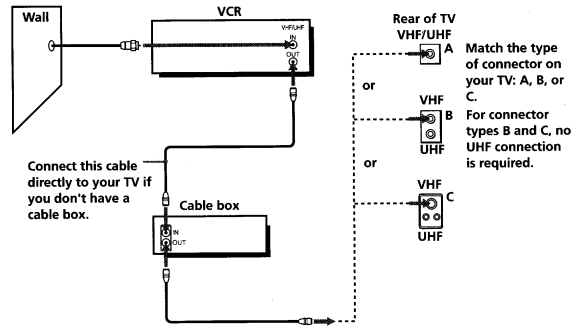 Wall
VCR
VHF/UHF
IN
OUT
Rear of TV
VHF/UHF
A
Match the type
of connector on
your TV: A, B, or
C.
or
VHF
B
UHF
For connector
types B and C, no
UHF connection
is required.
or
VHF
C
UHF
Connect this cable
directly to your TV if
you don't have a
cable box.
Cable box
IN
OUT